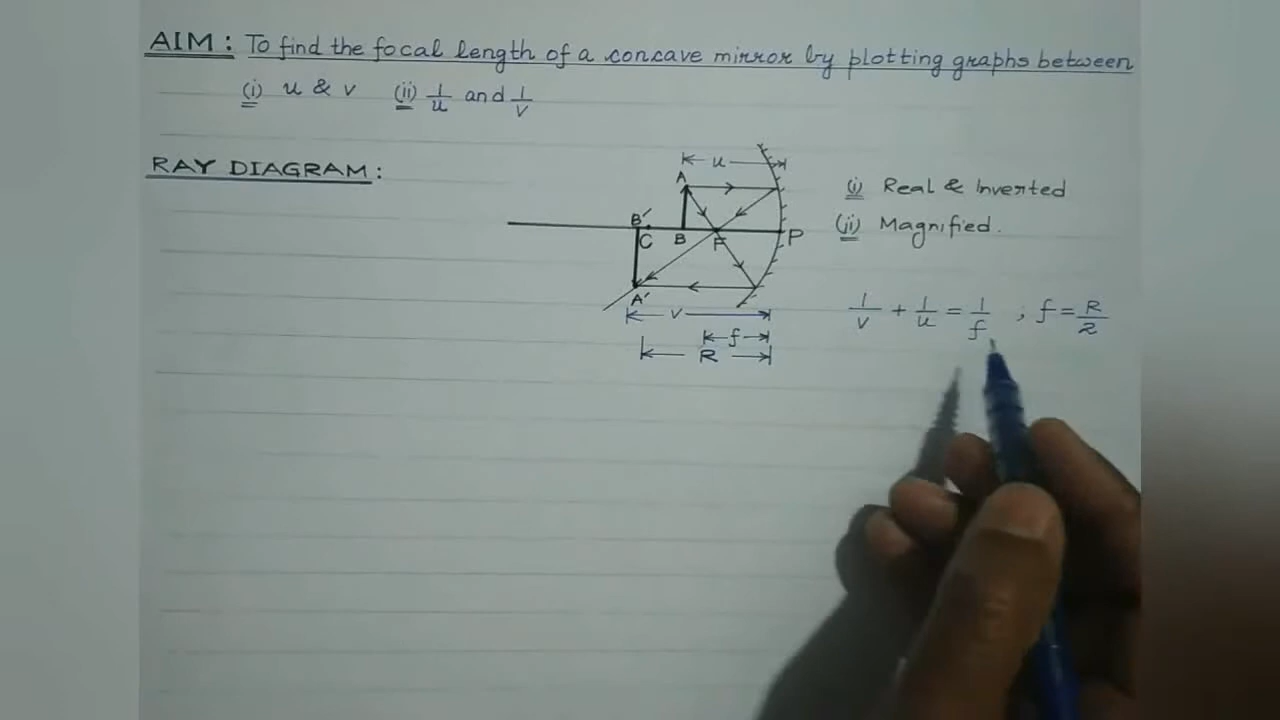 AIM: To find the focal length of a concave mirror by plotting graphs between
(i) u & v (ii) 1/u and 1/v
RAY DIAGRAM:
u
A
B' C B F P
A'
v
f
R
(i) Real & Inverted
(ii) Magnified.
1/v + 1/u = 1/f ; f = R/2